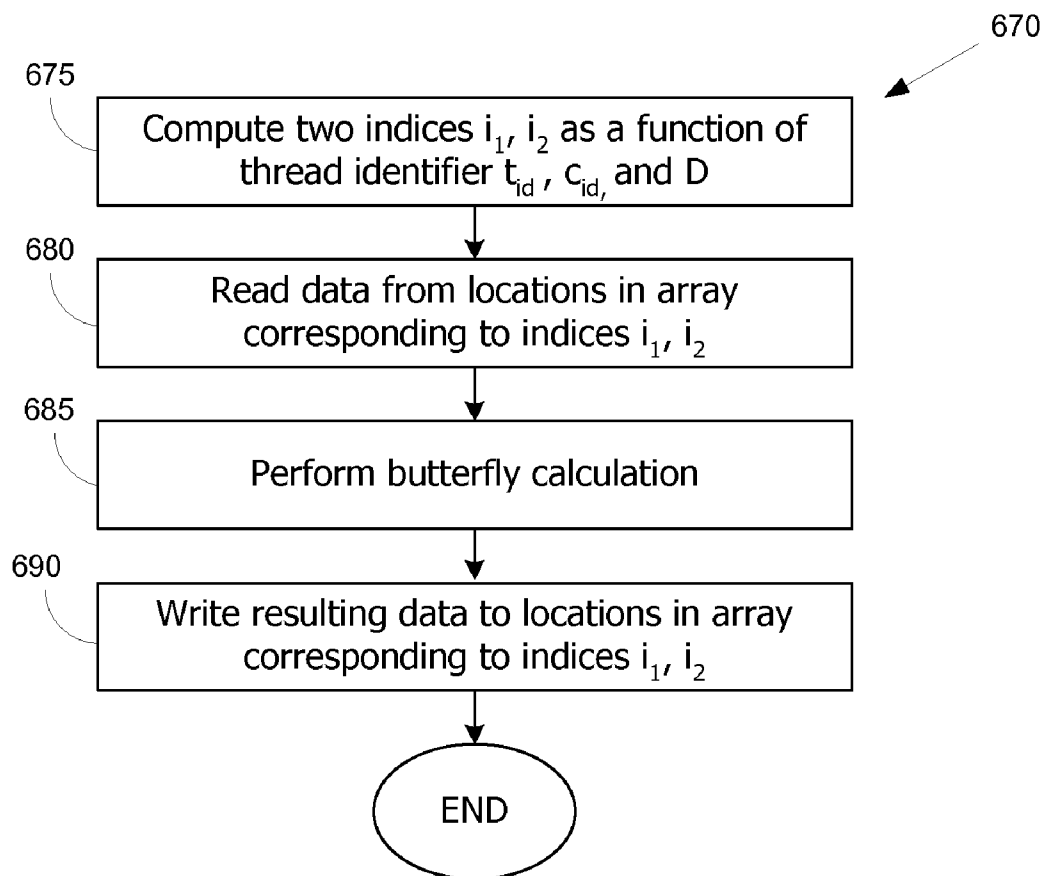 670
675
Compute two indices i₁, i₂ as a function of
thread identifier t_id , c_id, and D
680
Read data from locations in array
corresponding to indices i₁, i₂
685
Perform butterfly calculation
690
Write resulting data to locations in array
corresponding to indices i₁, i₂
END